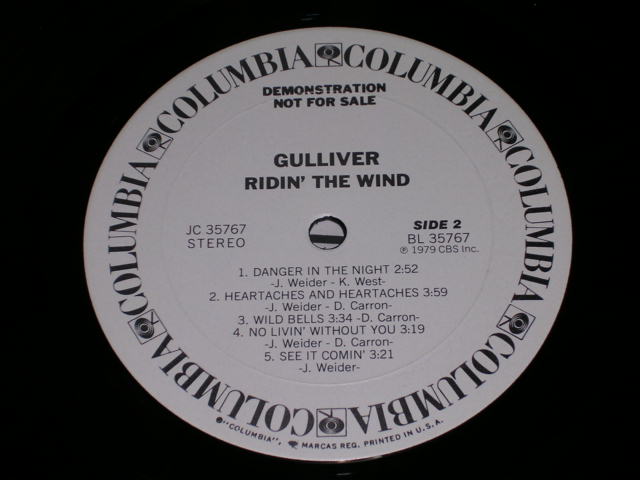 COLUMBIA COLUMBIA COLUMBIA COLUMBIA COLUMBIA COLUMBIA
DEMONSTRATION
NOT FOR SALE
GULLIVER
RIDIN' THE WIND
JC 35767
STEREO
SIDE 2
BL 35767
℗ 1979 CBS Inc.
1. DANGER IN THE NIGHT 2:52
-J. Weider - K. West-
2. HEARTACHES AND HEARTACHES 3:59
-J. Weider - D. Carron-
3. WILD BELLS 3:34 -D. Carron-
4. NO LIVIN' WITHOUT YOU 3:19
-J. Weider - D. Carron-
5. SEE IT COMIN' 3:21
-J. Weider-
"COLUMBIA", MARCAS REG. PRINTED IN U.S.A.